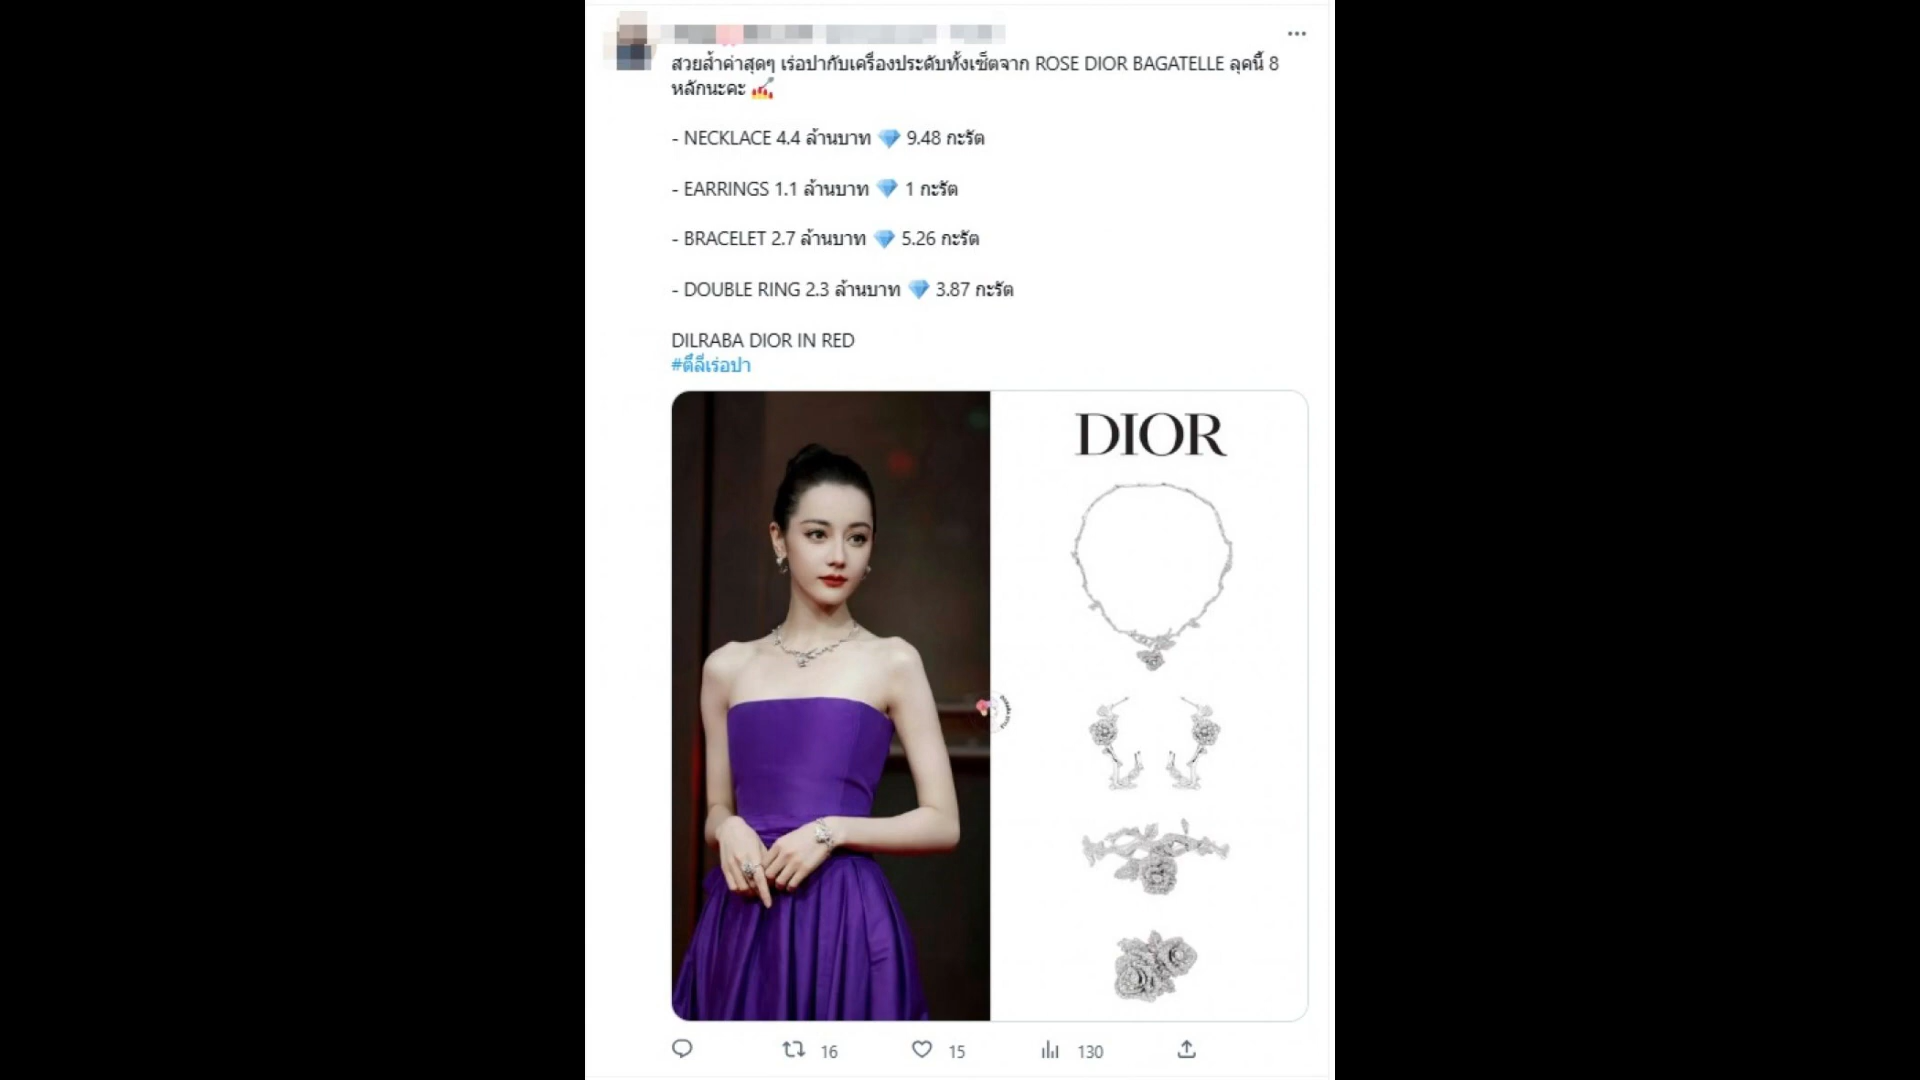 สวยล้ำค่าสุดๆ เร่อปากับเครื่องประดับทั้งเซ็ตจาก ROSE DIOR BAGATELLE ลุคนี้ 8
หลักนะคะ 💅
- NECKLACE 4.4 ล้านบาท 💎 9.48 กะรัต
- EARRINGS 1.1 ล้านบาท 💎 1 กะรัต
- BRACELET 2.7 ล้านบาท 💎 5.26 กะรัต
- DOUBLE RING 2.3 ล้านบาท 💎 3.87 กะรัต
DILRABA DIOR IN RED
#ตี๋ลี่เร่อปา
DIOR
16 15 130